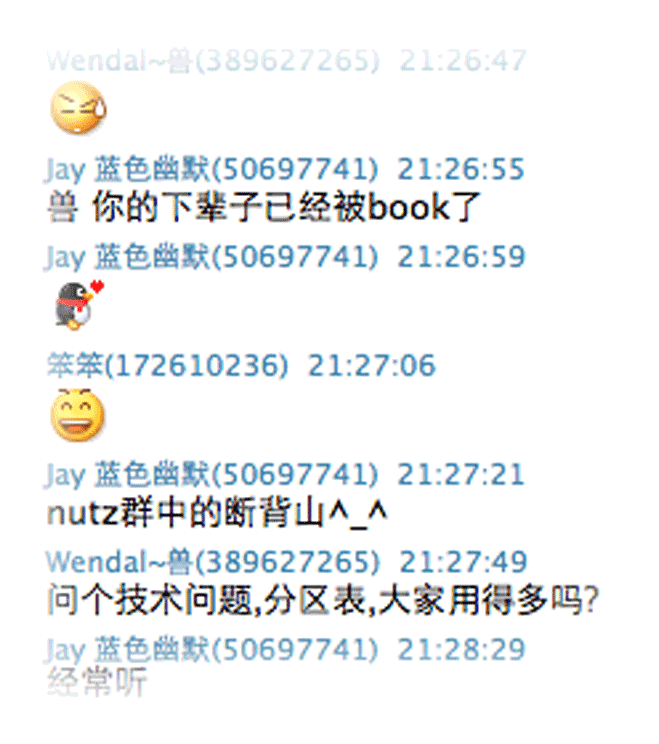 Wendal~兽(389627265) 21:26:47
Jay 蓝色幽默(50697741) 21:26:55
兽 你的下辈子已经被book了
Jay 蓝色幽默(50697741) 21:26:59
笨笨(172610236) 21:27:06
Jay 蓝色幽默(50697741) 21:27:21
nutz群中的断背山^_^
Wendal~兽(389627265) 21:27:49
问个技术问题,分区表,大家用得多吗?
Jay 蓝色幽默(50697741) 21:28:29
经常听